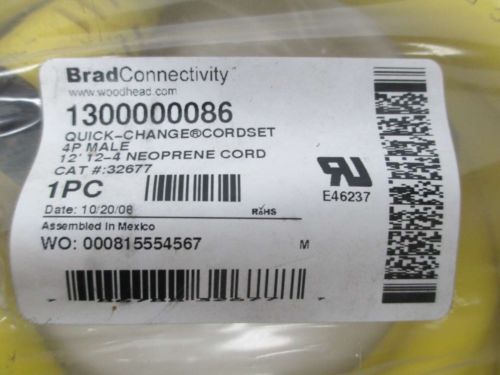 BradConnectivity™
www.woodhead.com
1300000086
QUICK-CHANGE®CORDSET
4P MALE
12' 12-4 NEOPRENE CORD
CAT #:32677
1PC
E46237
Date: 10/20/08
RoHS
Assembled in Mexico
WO: 000815554567
M